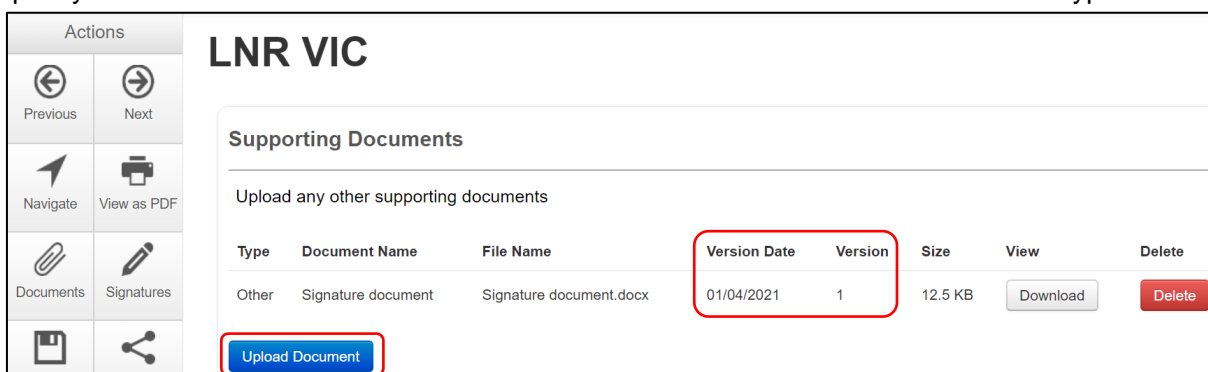 Actions
LNR VIC
Previous Next
Supporting Documents
Upload any other supporting documents
Navigate View as PDF
Type Document Name File Name Version Date Version Size View Delete
Documents Signatures
Other Signature document Signature document.docx 01/04/2021 1 12.5 KB Download Delete
Upload Document